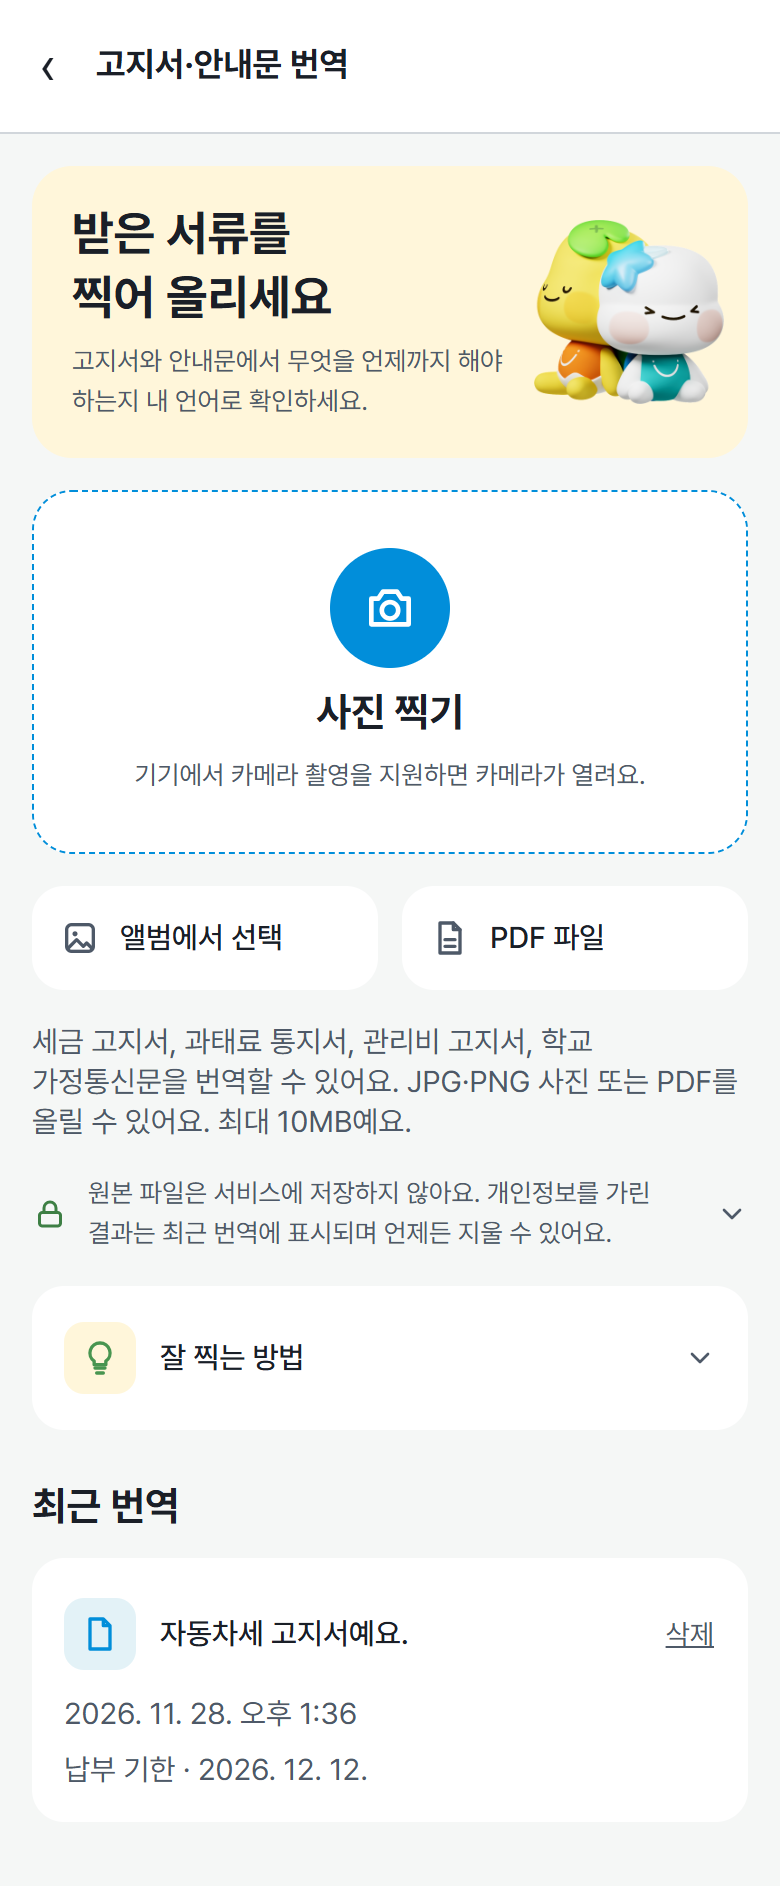 고지서·안내문 번역
받은 서류를
찍어 올리세요
고지서와 안내문에서 무엇을 언제까지 해야
하는지 내 언어로 확인하세요.
사진 찍기
기기에서 카메라 촬영을 지원하면 카메라가 열려요.
앨범에서 선택
PDF 파일
세금 고지서, 과태료 통지서, 관리비 고지서, 학교
가정통신문을 번역할 수 있어요. JPG·PNG 사진 또는 PDF를
올릴 수 있어요. 최대 10MB예요.
원본 파일은 서비스에 저장하지 않아요. 개인정보를 가린
결과는 최근 번역에 표시되며 언제든 지울 수 있어요.
잘 찍는 방법
최근 번역
자동차세 고지서예요.
삭제
2026. 11. 28. 오후 1:36
납부 기한 · 2026. 12. 12.